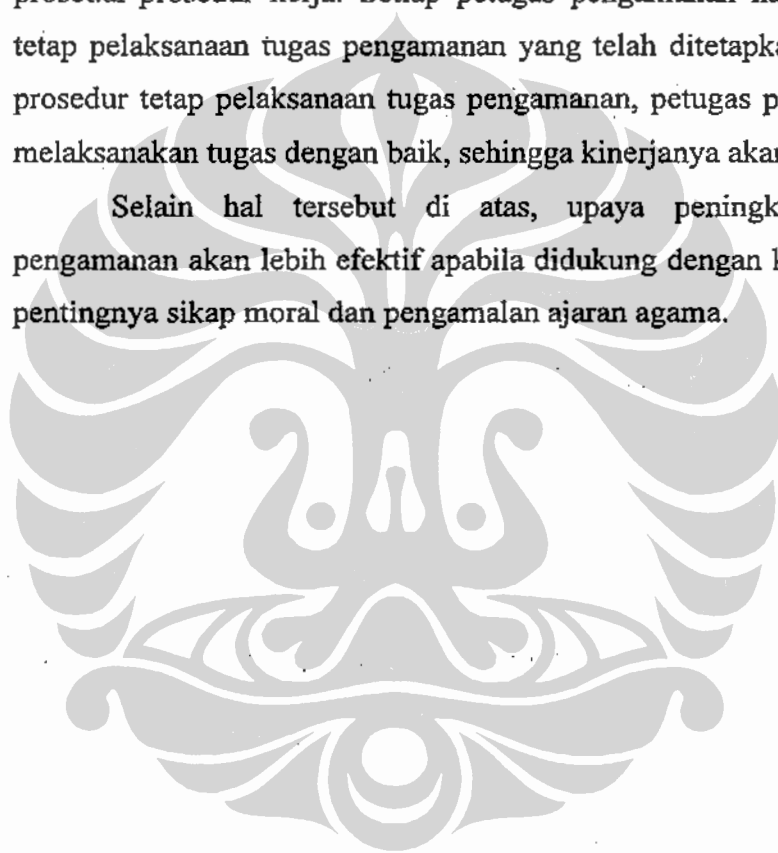 tetap pelaksanaan tugas pengamanan yang telah ditetapka
prosedur tetap pelaksanaan tugas pengamanan, petugas p
melaksanakan tugas dengan baik, sehingga kinerjanya akan
Selain hal tersebut di atas, upaya peningk
pengamanan akan lebih efektif apabila didukung dengan k
pentingnya sikap moral dan pengamalan ajaran agama.